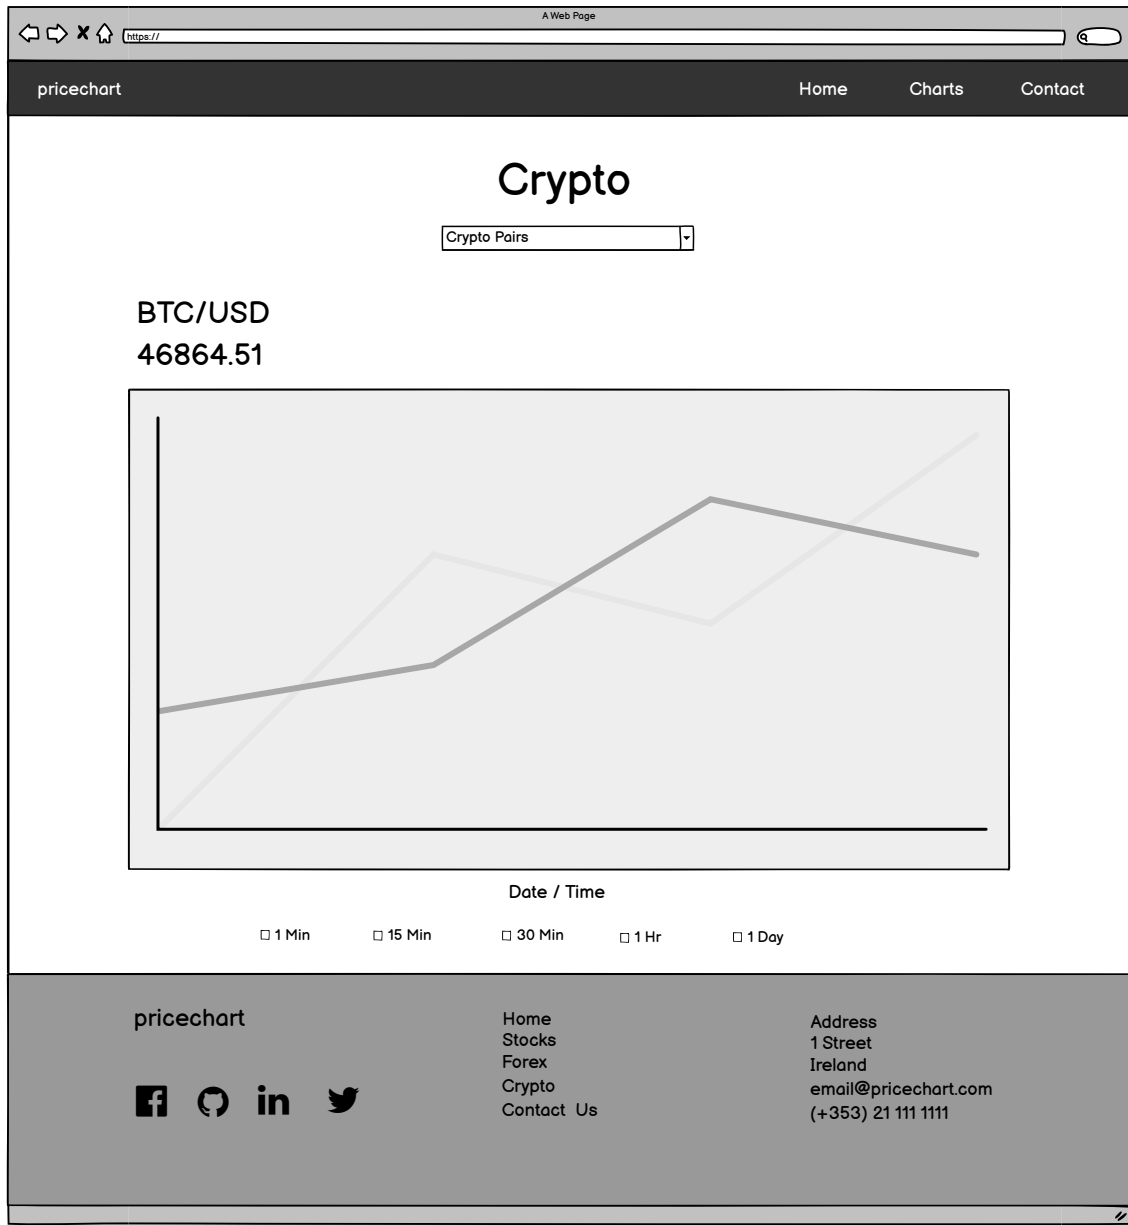 A Web Page
https://
pricechart
Home
Charts
Contact
Crypto
Crypto Pairs
BTC/USD
46864.51
Date / Time
1 Min
15 Min
30 Min
1 Hr
1 Day
pricechart
Home
Stocks
Forex
Crypto
Contact Us
Address
1 Street
Ireland
email@pricechart.com
(+353) 21 111 1111